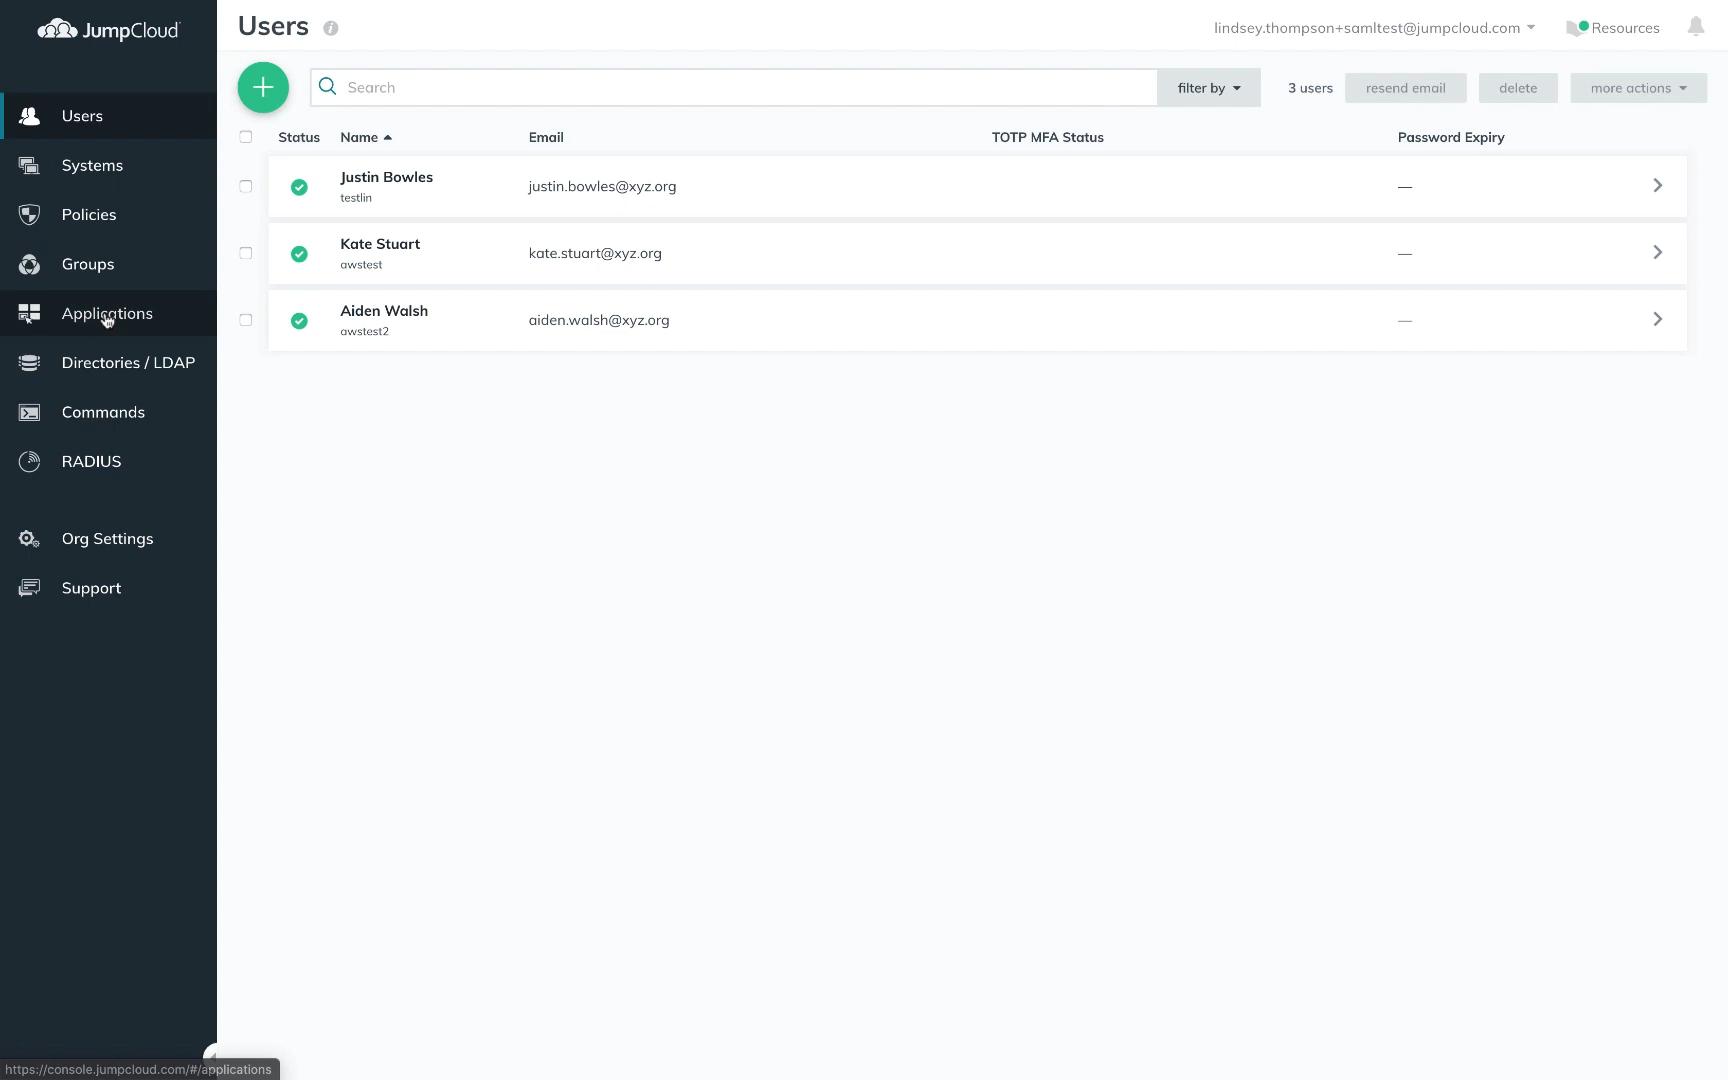 JumpCloud
Users
lindsey.thompson+samltest@jumpcloud.com
Resources
Search
filter by
3 users
resend email
delete
more actions
Users
Systems
Policies
Groups
Applications
Directories / LDAP
Commands
RADIUS
Org Settings
Support
Status Name Email TOTP MFA Status Password Expiry
Justin Bowles
testlin
justin.bowles@xyz.org
—
Kate Stuart
awstest
kate.stuart@xyz.org
—
Aiden Walsh
awstest2
aiden.walsh@xyz.org
—
https://console.jumpcloud.com/#/applications